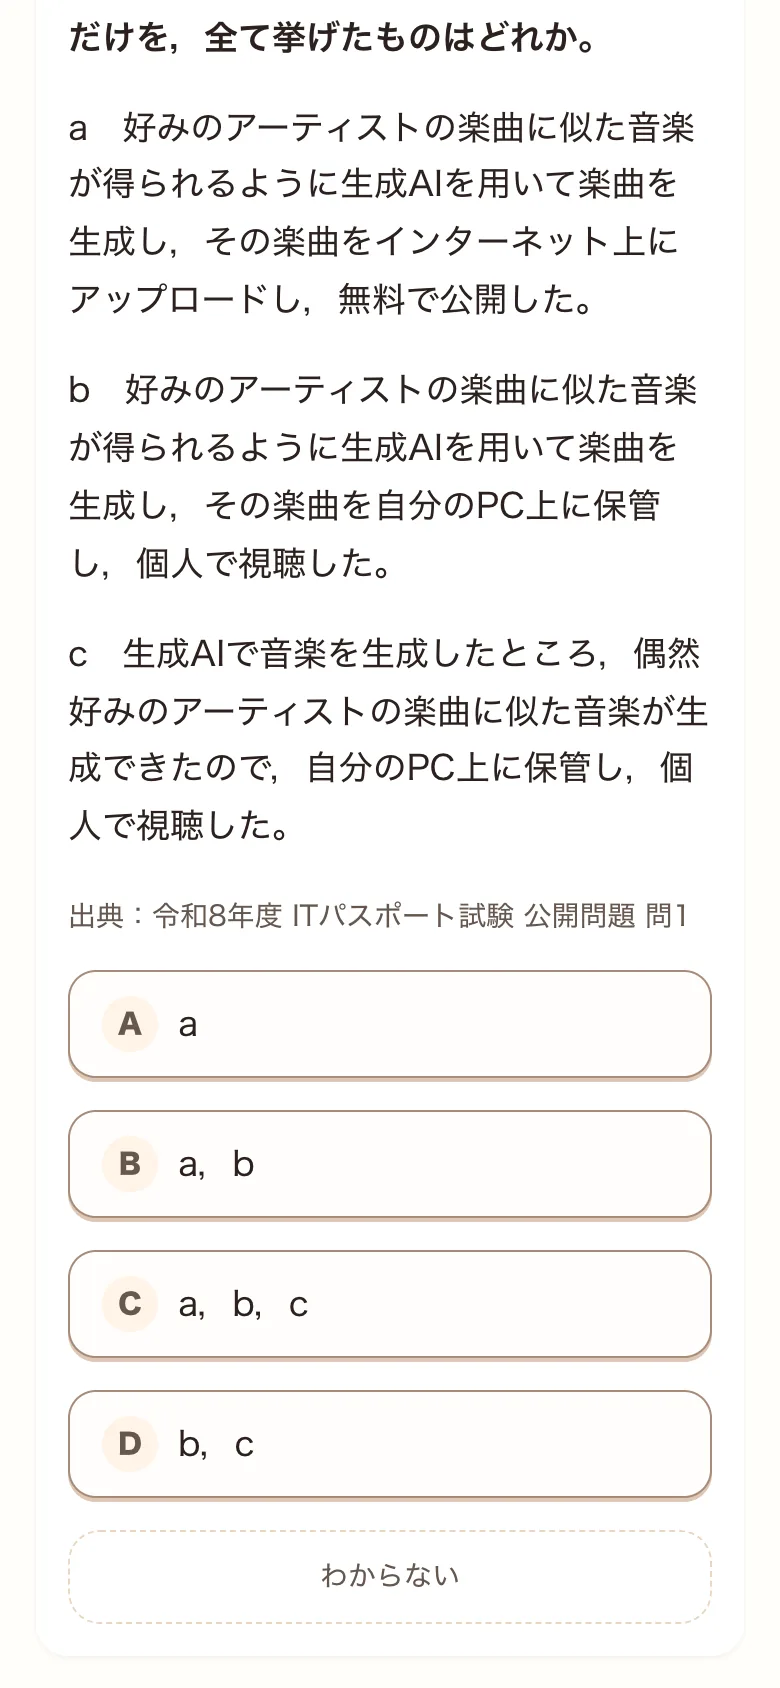 だけを，全て挙げたものはどれか。
a　好みのアーティストの楽曲に似た音楽
が得られるように生成AIを用いて楽曲を
生成し，その楽曲をインターネット上に
アップロードし，無料で公開した。
b　好みのアーティストの楽曲に似た音楽
が得られるように生成AIを用いて楽曲を
生成し，その楽曲を自分のPC上に保管
し，個人で視聴した。
c　生成AIで音楽を生成したところ，偶然
好みのアーティストの楽曲に似た音楽が生
成できたので，自分のPC上に保管し，個
人で視聴した。
出典：令和8年度 ITパスポート試験 公開問題 問1
A a
B a，b
C a，b，c
D b，c
わからない